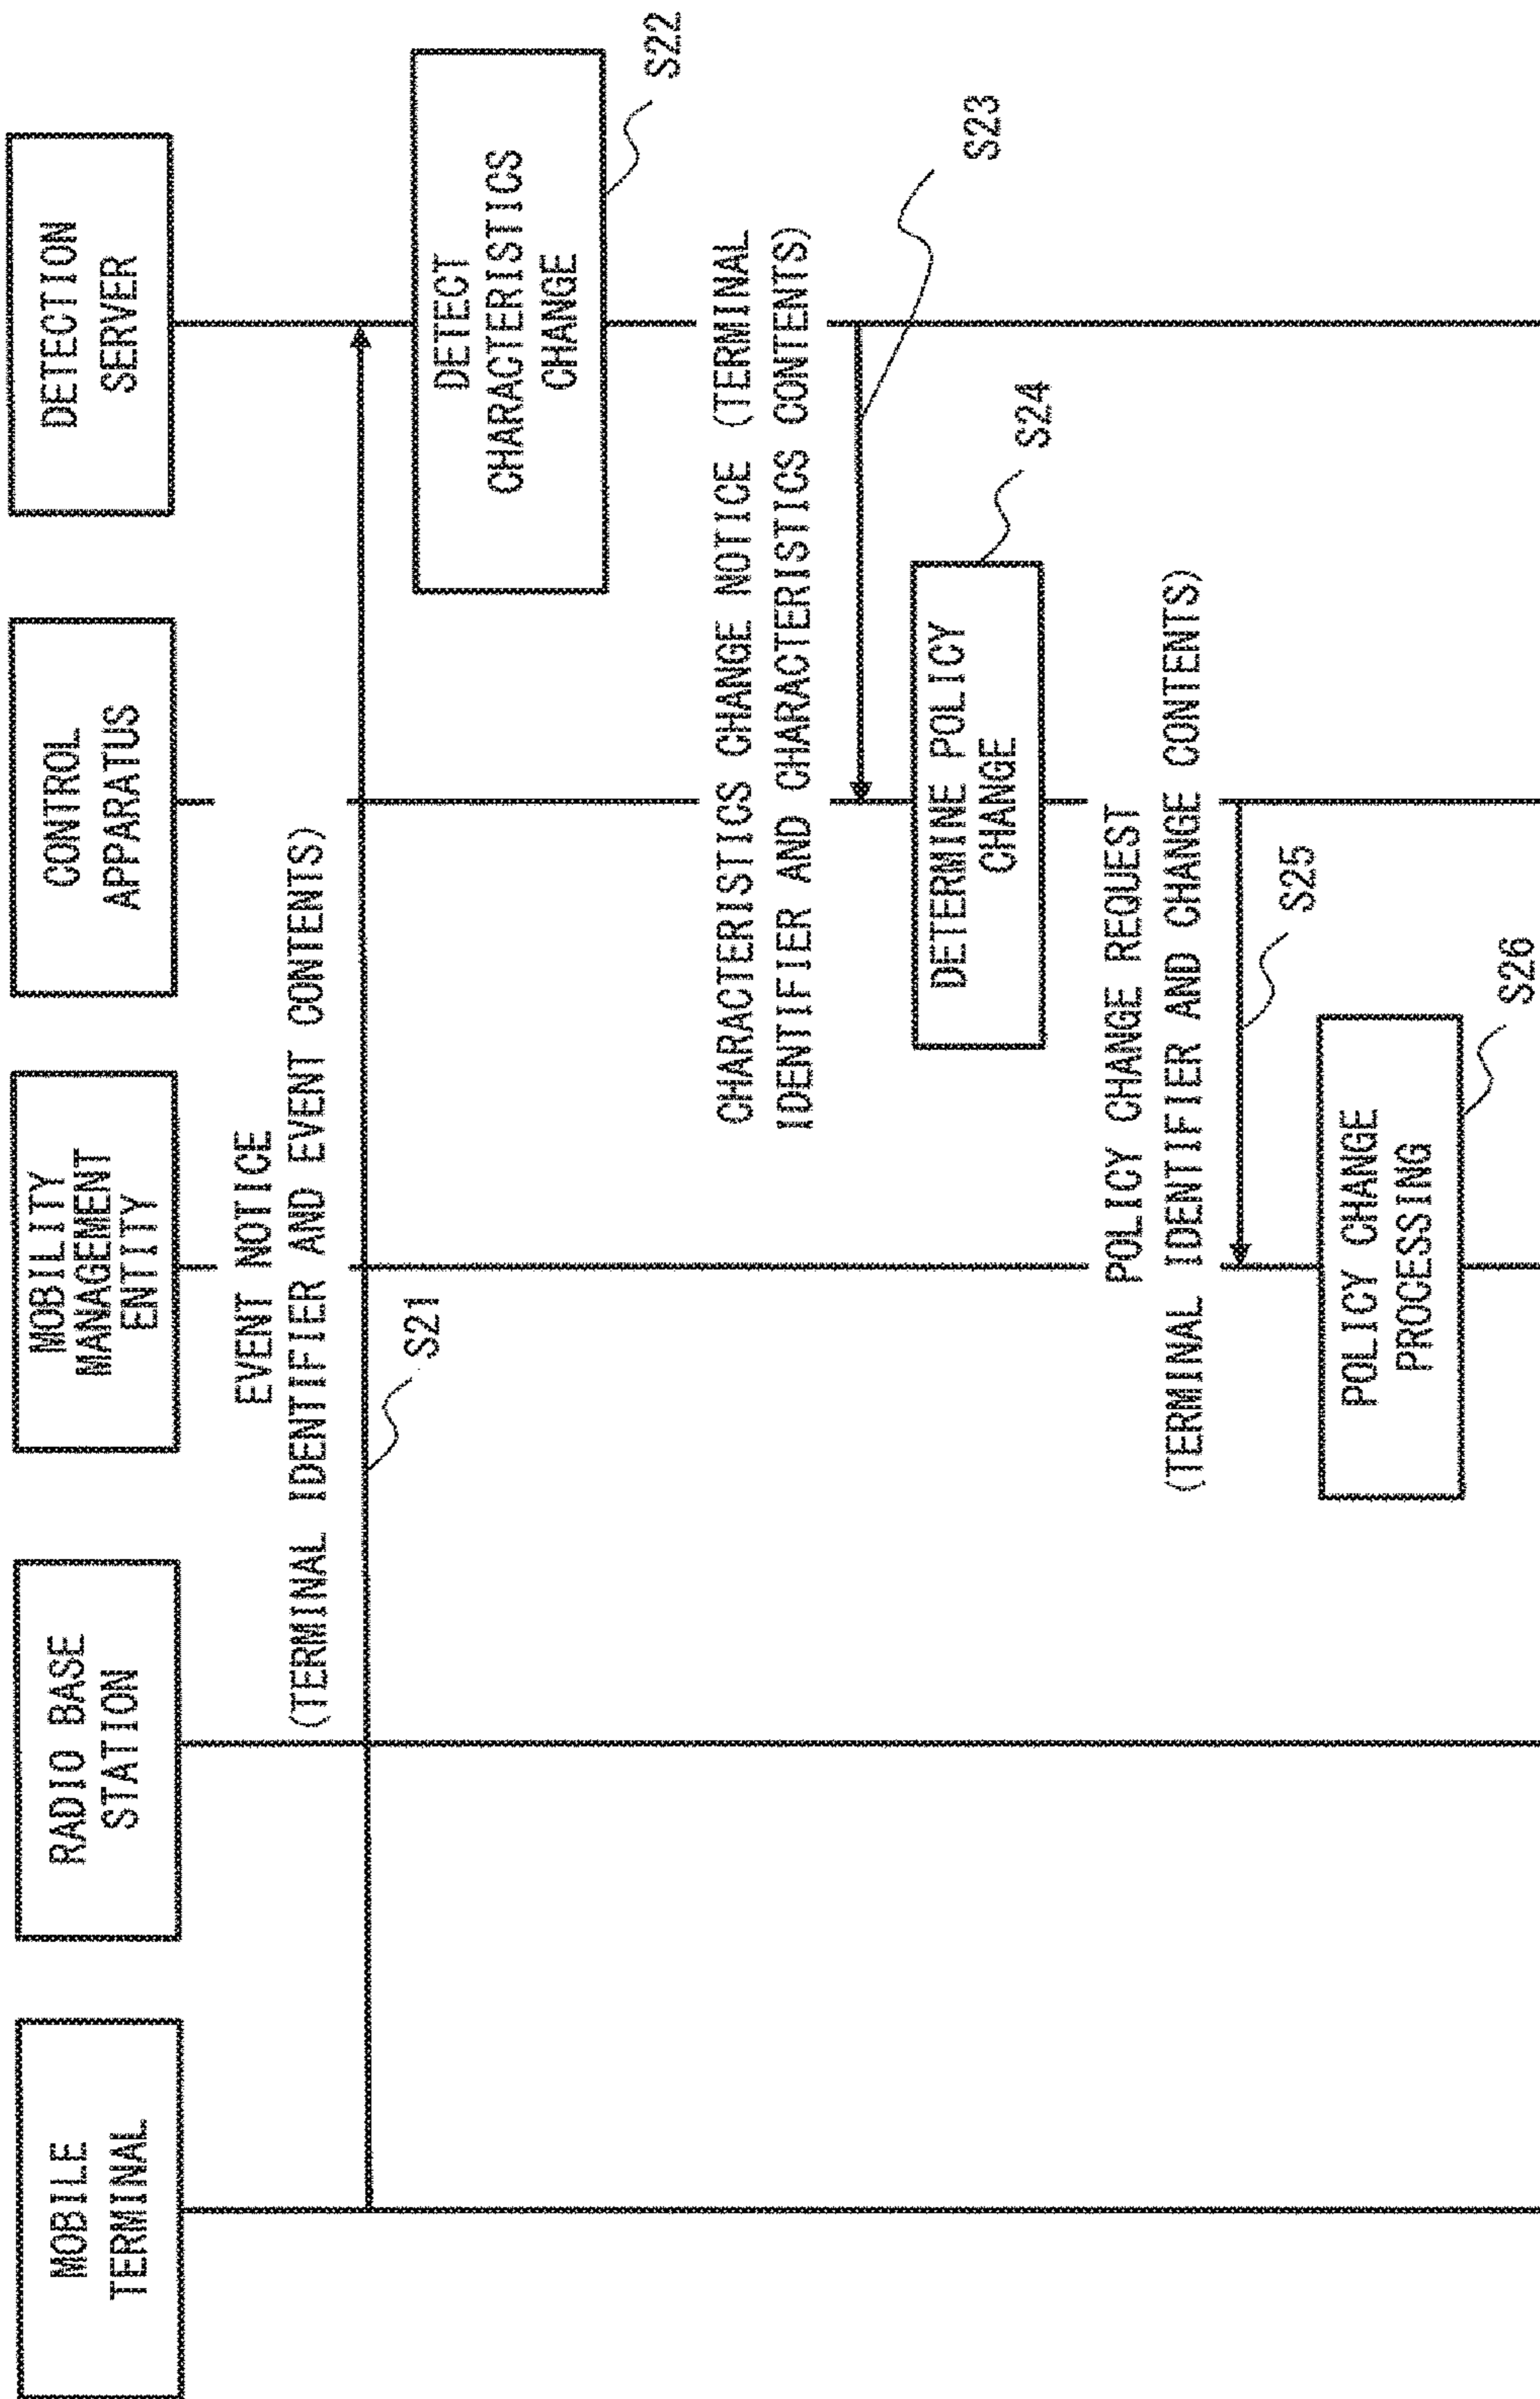 MOBILE
TERMINAL
RADIO BASE
STATION
MOBILITY
MANAGEMENT
ENTITY
CONTROL
APPARATUS
DETECTION
SERVER
EVENT NOTICE
(TERMINAL IDENTIFIER AND EVENT CONTENTS)
S21
DETECT
CHARACTERISTICS
CHANGE
S22
CHARACTERISTICS CHANGE NOTICE (TERMINAL
IDENTIFIER AND CHARACTERISTICS CONTENTS)
S23
DETERMINE POLICY
CHANGE
S24
POLICY CHANGE REQUEST
(TERMINAL IDENTIFIER AND CHANGE CONTENTS)
S25
POLICY CHANGE
PROCESSING
S26